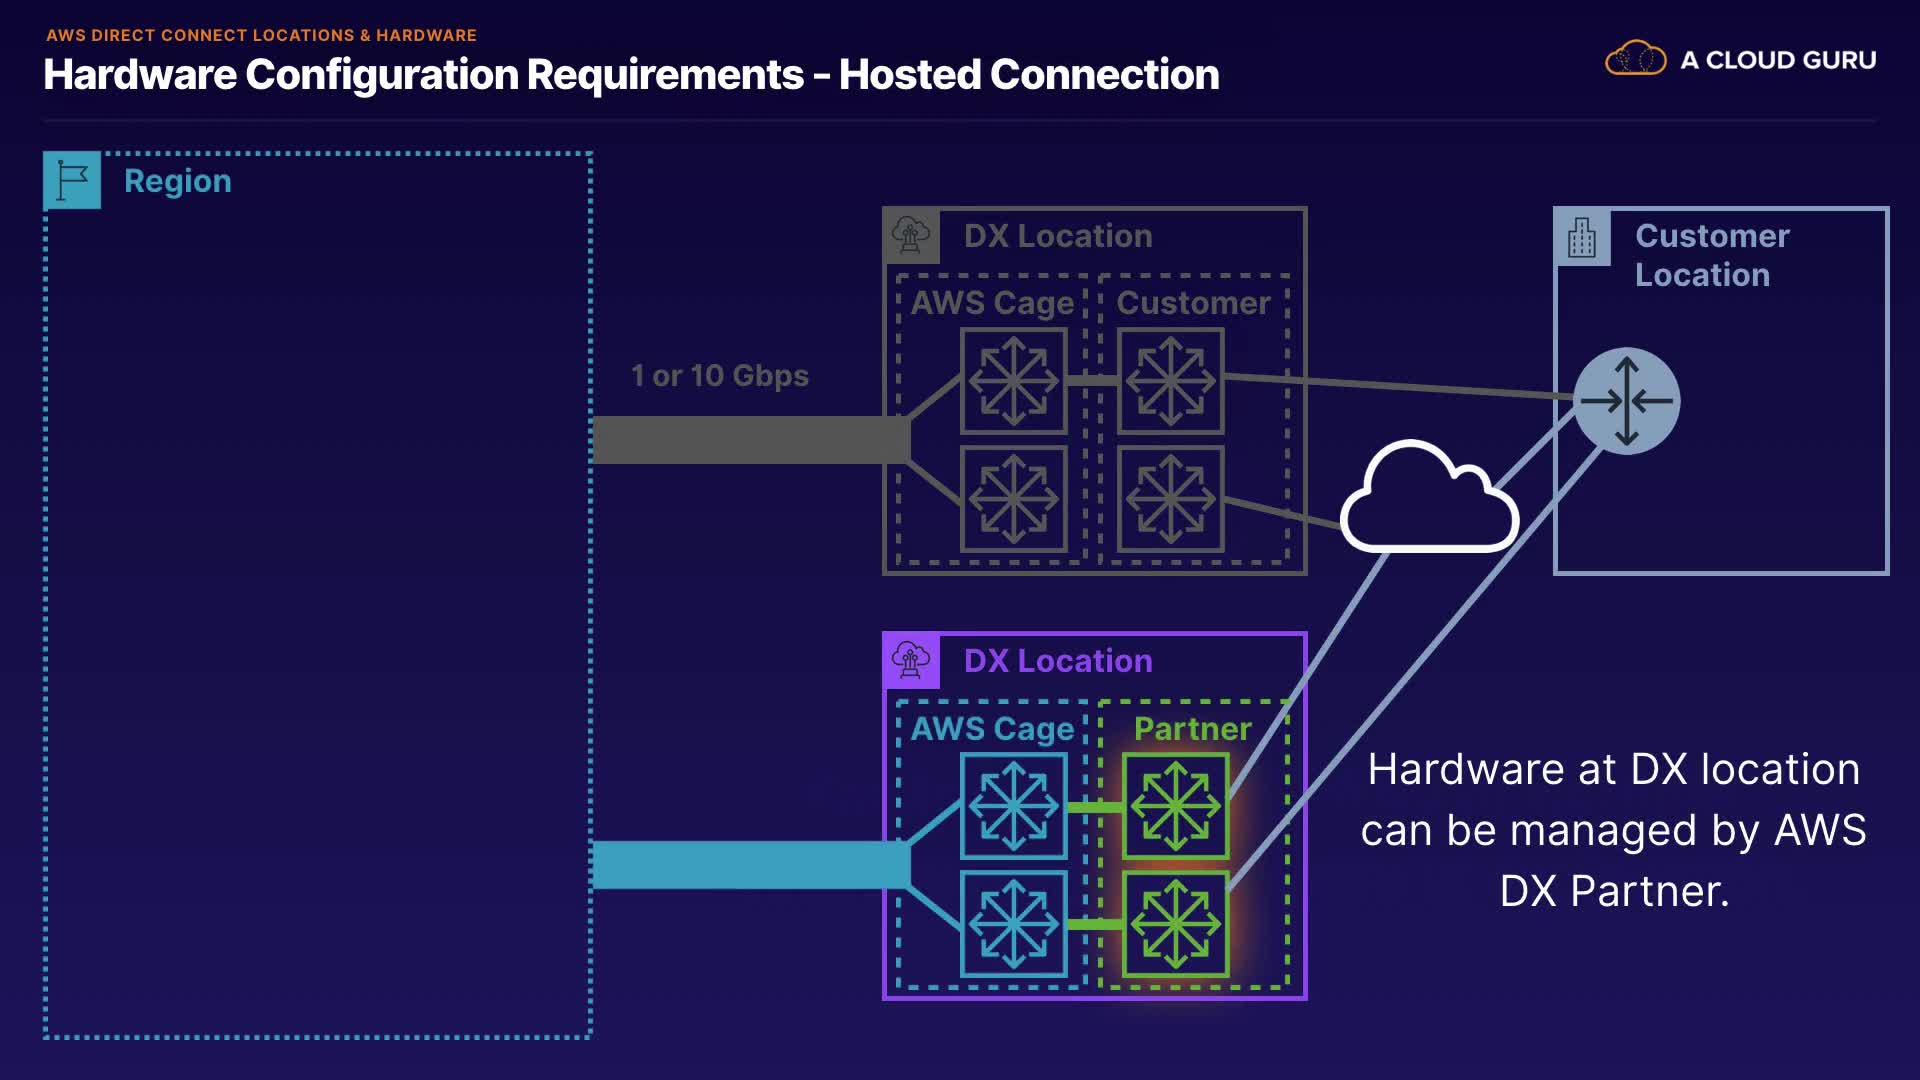 AWS DIRECT CONNECT LOCATIONS & HARDWARE
Hardware Configuration Requirements – Hosted Connection
A CLOUD GURU
Region
1 or 10 Gbps
DX Location
AWS Cage
Customer
Customer
Location
DX Location
AWS Cage
Partner
Hardware at DX location
can be managed by AWS
DX Partner.